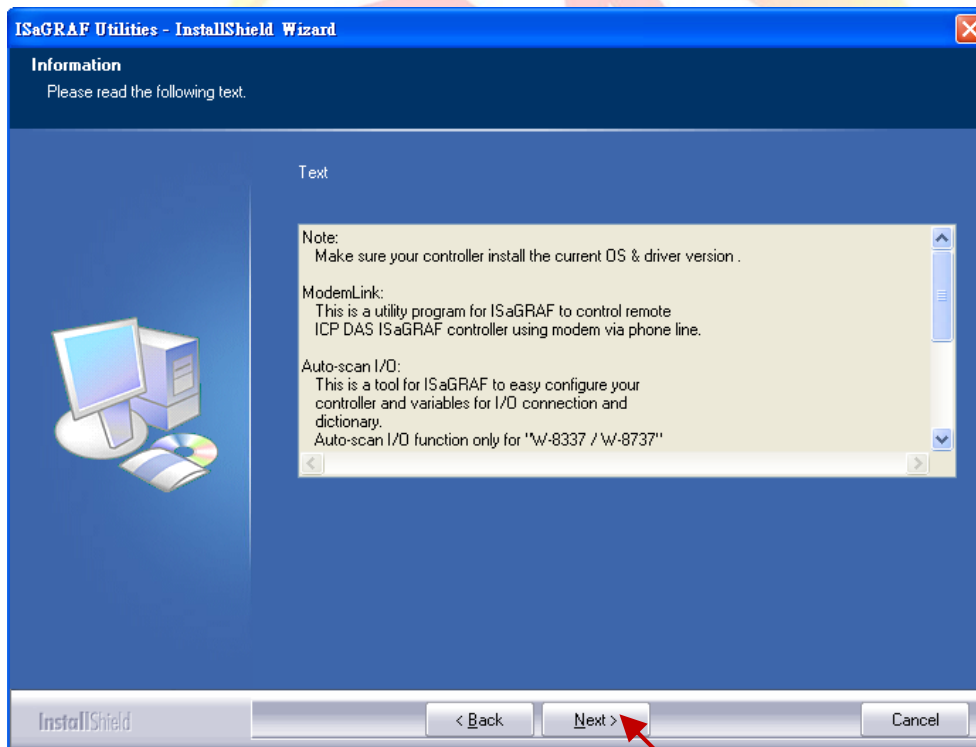 ISaGRAF Utilities - InstallShield Wizard
Information
Please read the following text.
Text
Note:
Make sure your controller install the current OS & driver version .
ModemLink:
This is a utility program for ISaGRAF to control remote
ICP DAS ISaGRAF controller using modem via phone line.
Auto-scan I/O:
This is a tool for ISaGRAF to easy configure your
controller and variables for I/O connection and
dictionary.
Auto-scan I/O function only for "W-8337 / W-8737"
InstallShield
< Back
Next >
Cancel